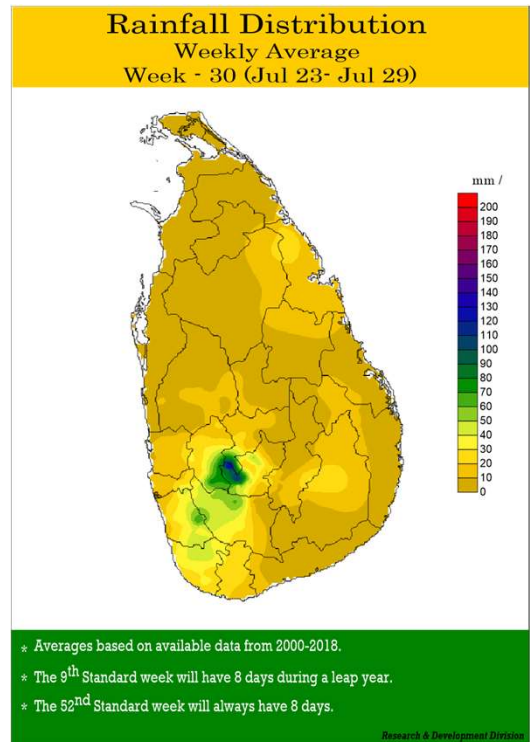 Rainfall Distribution
Weekly Average
Week - 30 (Jul 23- Jul 29)
mm /
200
190
180
170
160
150
140
130
120
110
100
90
80
70
60
50
40
30
20
10
0
* Averages based on available data from 2000-2018.
* The 9th Standard week will have 8 days during a leap year.
* The 52nd Standard week will always have 8 days.
Research & Development Division